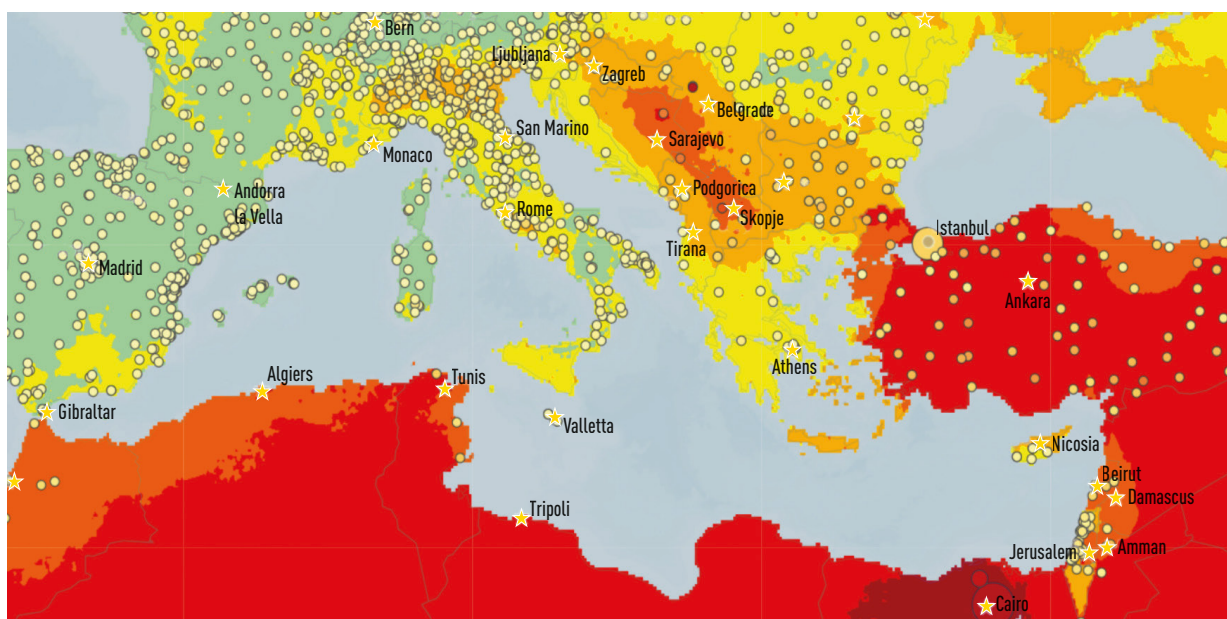 Bern
Ljubljana
Zagreb
Belgrade
San Marino
Sarajevo
Monaco
Andorra
la Vella
Podgorica
Rome
Skopje
Istanbul
Tirana
Madrid
Ankara
Athens
Algiers
Tunis
Gibraltar
Valletta
Nicosia
Beirut
Damascus
Tripoli
Jerusalem
Amman
Cairo